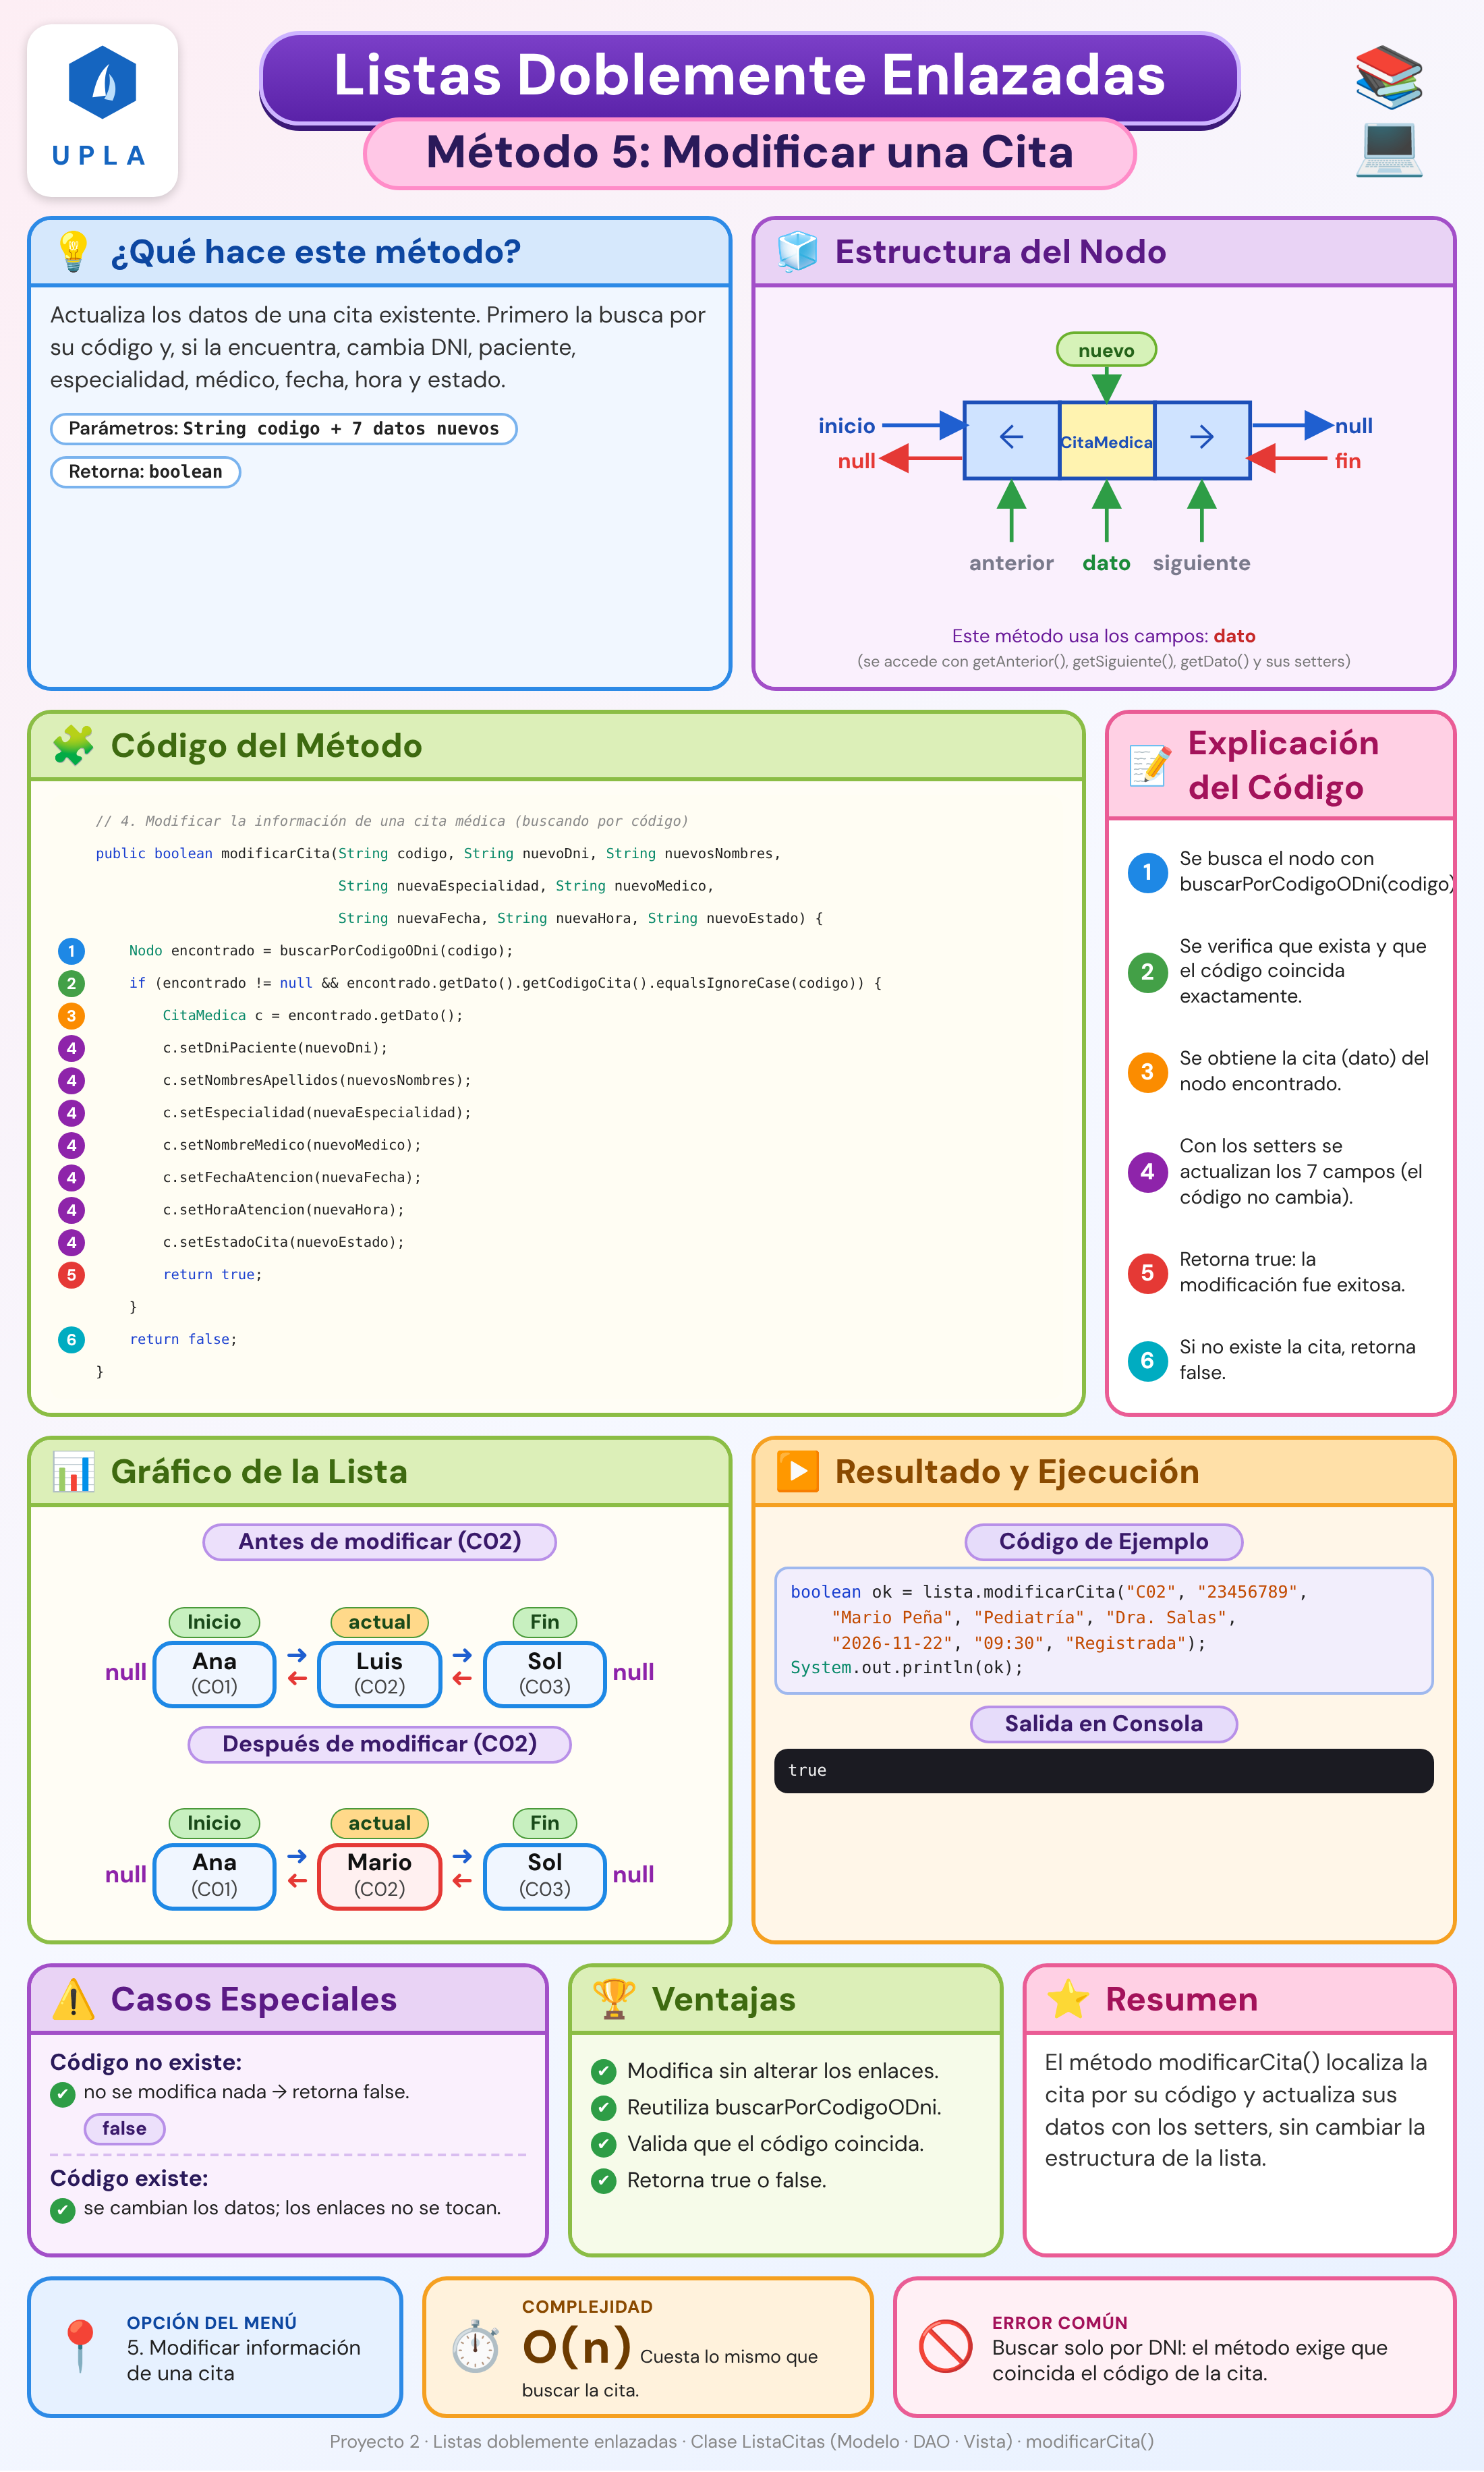 UPLA
Listas Doblemente Enlazadas
Método 5: Modificar una Cita
¿Qué hace este método?
Actualiza los datos de una cita existente. Primero la busca por
su código y, si la encuentra, cambia DNI, paciente,
especialidad, médico, fecha, hora y estado.
Parámetros: String codigo + 7 datos nuevos
Retorna: boolean
Estructura del Nodo
nuevo
inicio
null
CitaMedica
null
fin
anterior dato siguiente
Este método usa los campos: dato
(se accede con getAnterior(), getSiguiente(), getDato() y sus setters)
Código del Método
// 4. Modificar la información de una cita médica (buscando por código)
public boolean modificarCita(String codigo, String nuevoDni, String nuevosNombres,
String nuevaEspecialidad, String nuevoMedico,
String nuevaFecha, String nuevaHora, String nuevoEstado) {
1 Nodo encontrado = buscarPorCodigoODni(codigo);
2 if (encontrado != null && encontrado.getDato().getCodigoCita().equalsIgnoreCase(codigo)) {
3 CitaMedica c = encontrado.getDato();
4 c.setDniPaciente(nuevoDni);
4 c.setNombresApellidos(nuevosNombres);
4 c.setEspecialidad(nuevaEspecialidad);
4 c.setNombreMedico(nuevoMedico);
4 c.setFechaAtencion(nuevaFecha);
4 c.setHoraAtencion(nuevaHora);
4 c.setEstadoCita(nuevoEstado);
5 return true;
}
6 return false;
}
Explicación
del Código
1 Se busca el nodo con
buscarPorCodigoODni(codigo)
2 Se verifica que exista y que
el código coincida
exactamente.
3 Se obtiene la cita (dato) del
nodo encontrado.
4 Con los setters se
actualizan los 7 campos (el
código no cambia).
5 Retorna true: la
modificación fue exitosa.
6 Si no existe la cita, retorna
false.
Gráfico de la Lista
Antes de modificar (C02)
Inicio actual Fin
null Ana Luis Sol null
(C01) (C02) (C03)
Después de modificar (C02)
Inicio actual Fin
null Ana Mario Sol null
(C01) (C02) (C03)
Resultado y Ejecución
Código de Ejemplo
boolean ok = lista.modificarCita("C02", "23456789",
"Mario Peña", "Pediatría", "Dra. Salas",
"2026-11-22", "09:30", "Registrada");
System.out.println(ok);
Salida en Consola
true
Casos Especiales
Código no existe:
no se modifica nada → retorna false.
false
Código existe:
se cambian los datos; los enlaces no se tocan.
Ventajas
Modifica sin alterar los enlaces.
Reutiliza buscarPorCodigoODni.
Valida que el código coincida.
Retorna true o false.
Resumen
El método modificarCita() localiza la
cita por su código y actualiza sus
datos con los setters, sin cambiar la
estructura de la lista.
OPCIÓN DEL MENÚ
5. Modificar información
de una cita
COMPLEJIDAD
O(n) Cuesta lo mismo que
buscar la cita.
ERROR COMÚN
Buscar solo por DNI: el método exige que
coincida el código de la cita.
Proyecto 2 · Listas doblemente enlazadas · Clase ListaCitas (Modelo · DAO · Vista) · modificarCita()